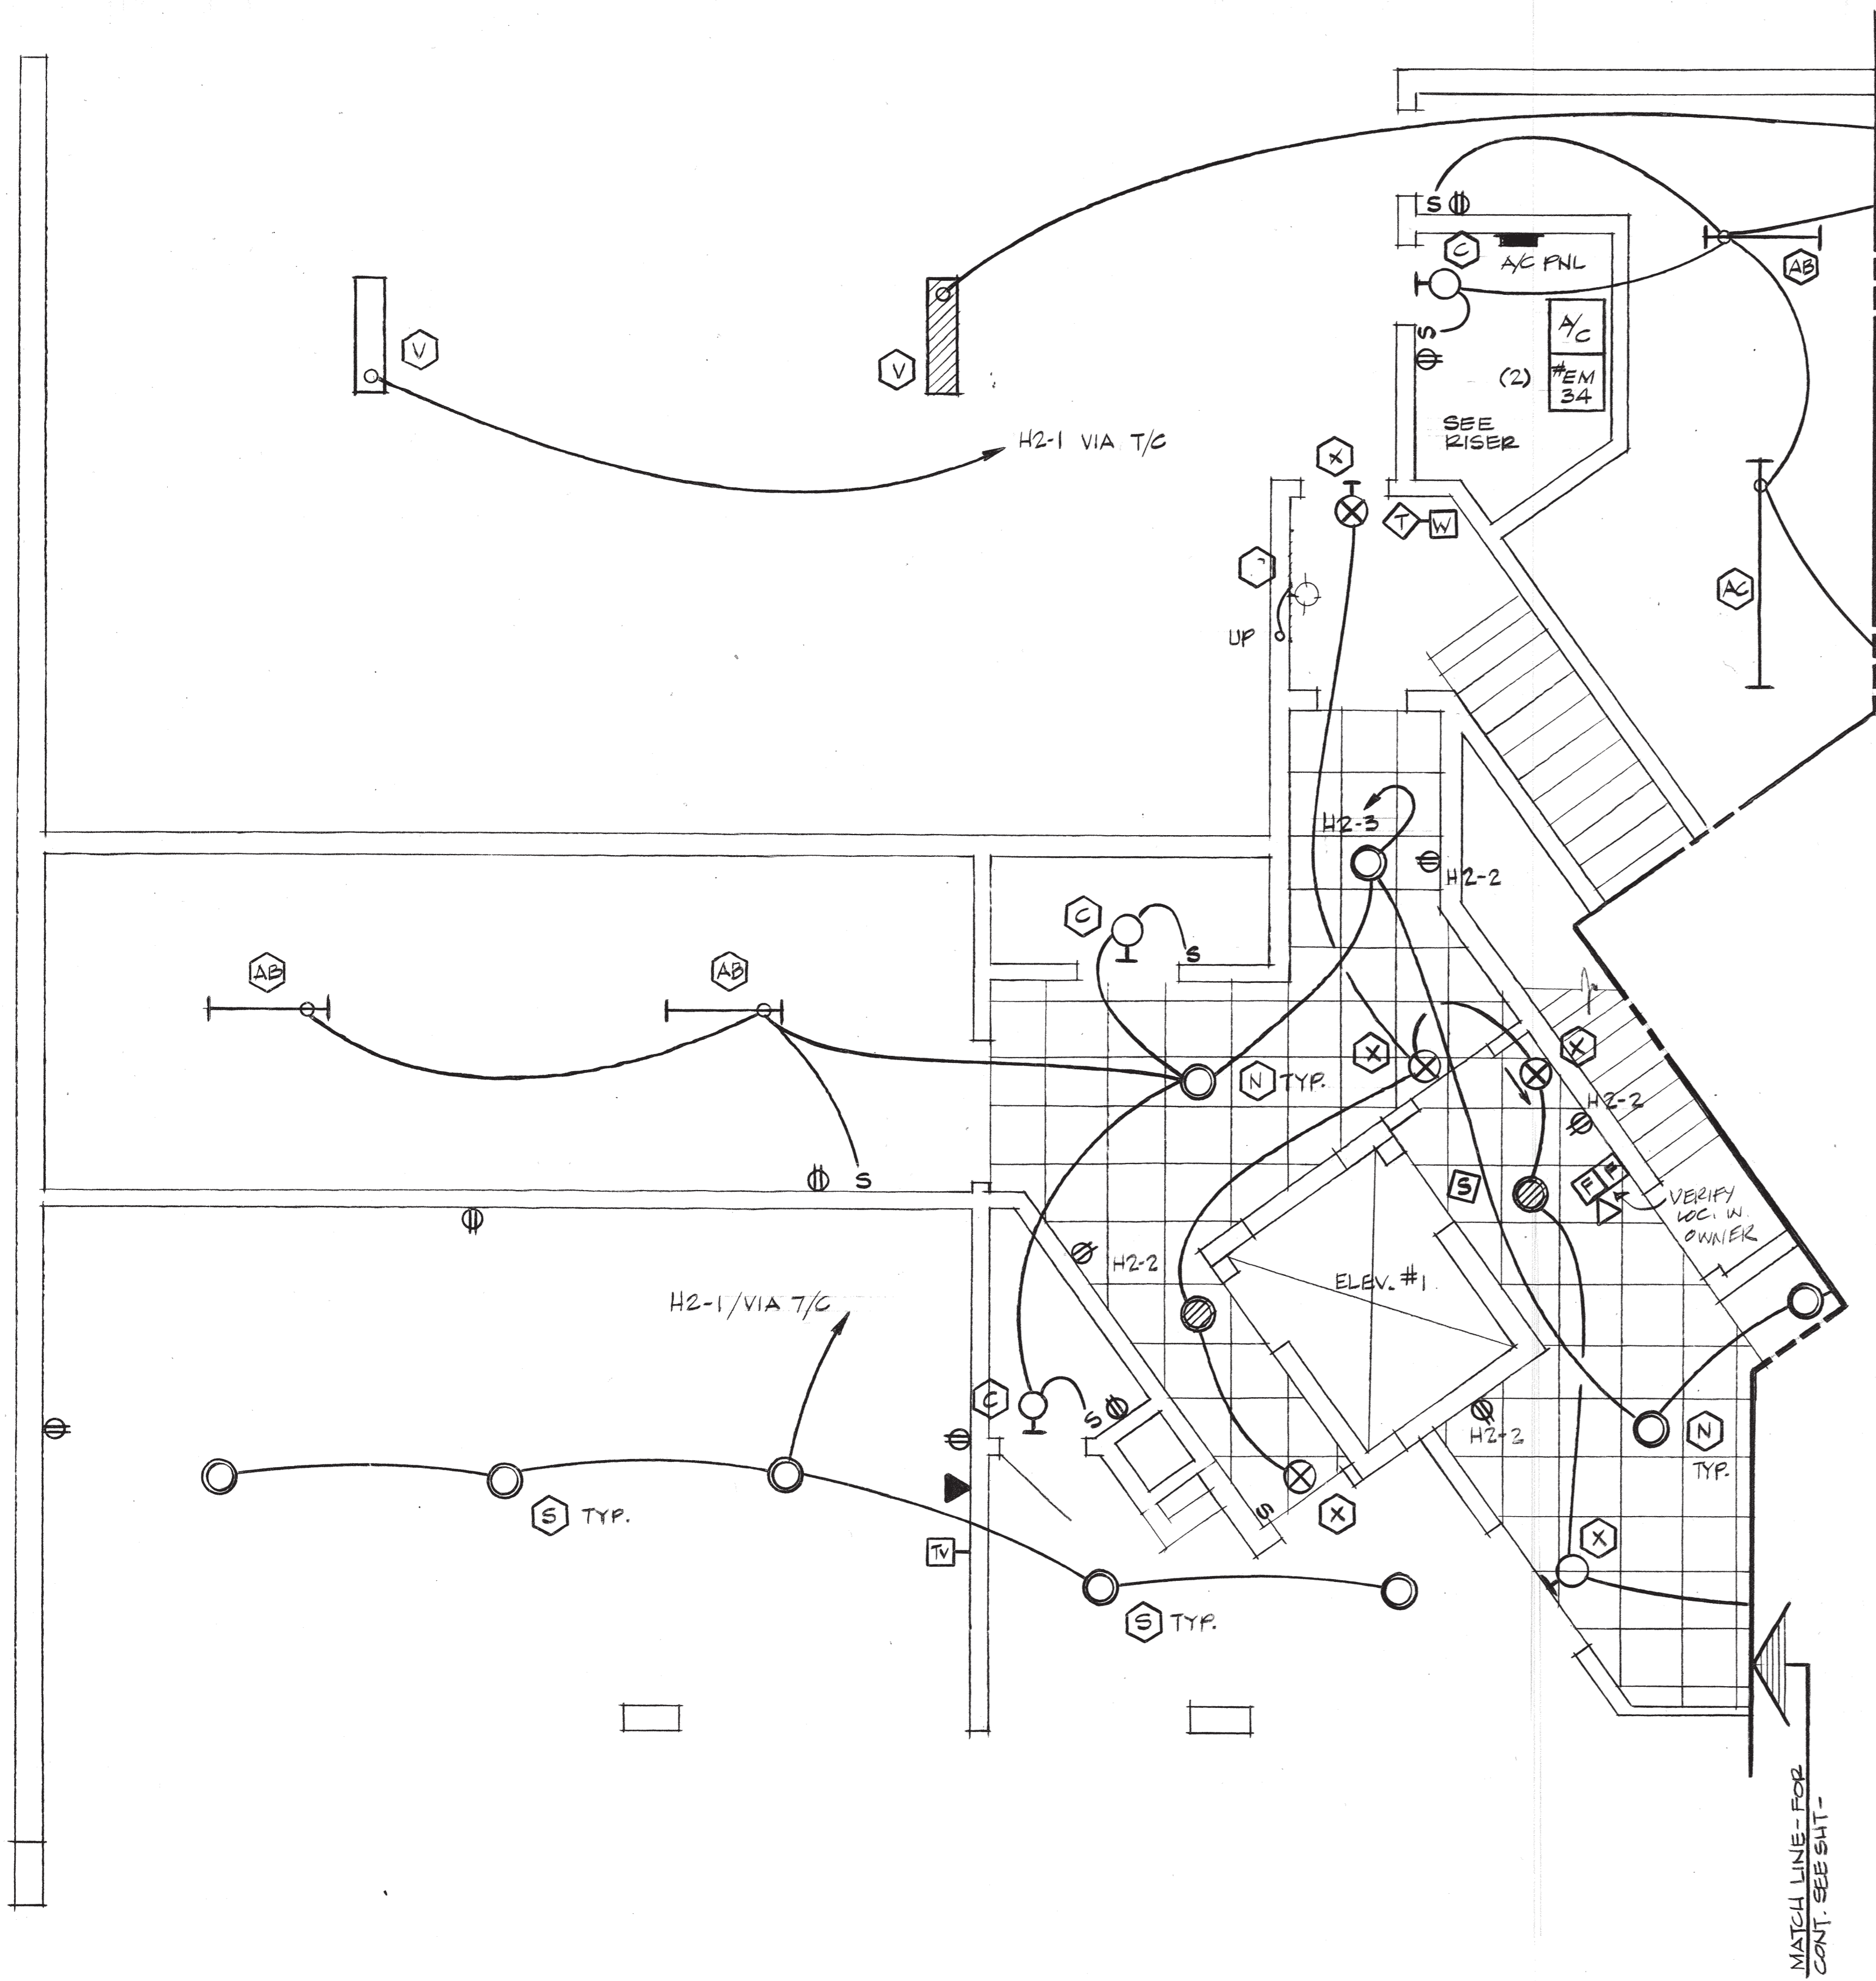 S
C
A/C PNL
AB
V
V
S
A/C
(2)
#EM
34
H2-1 VIA T/C
SEE
RISER
X
T
W
AC
UP
H2-3
H2-2
C
S
AB
AB
X
X
N TYP.
H2-2
S
S
F
VERIFY
LOC. W.
OWNER
H2-2
ELEV. #1
H2-1/VIA T/C
C
S
H2-2
N
TYP.
S TYP.
S
X
X
TV
S TYP.
MATCH LINE-FOR
CONT. SEE SHT-